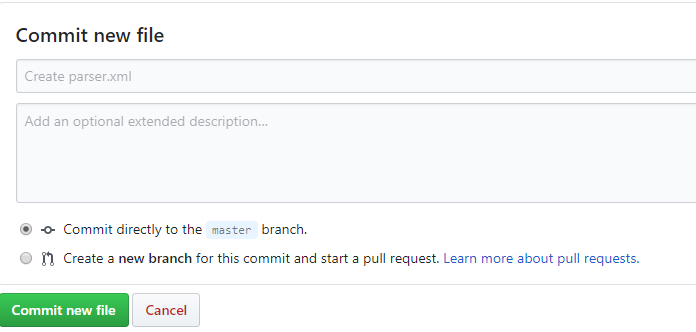 Commit new file
Create parser.xml
Add an optional extended description...
Commit directly to the master branch.
Create a new branch for this commit and start a pull request. Learn more about pull requests.
Commit new file Cancel